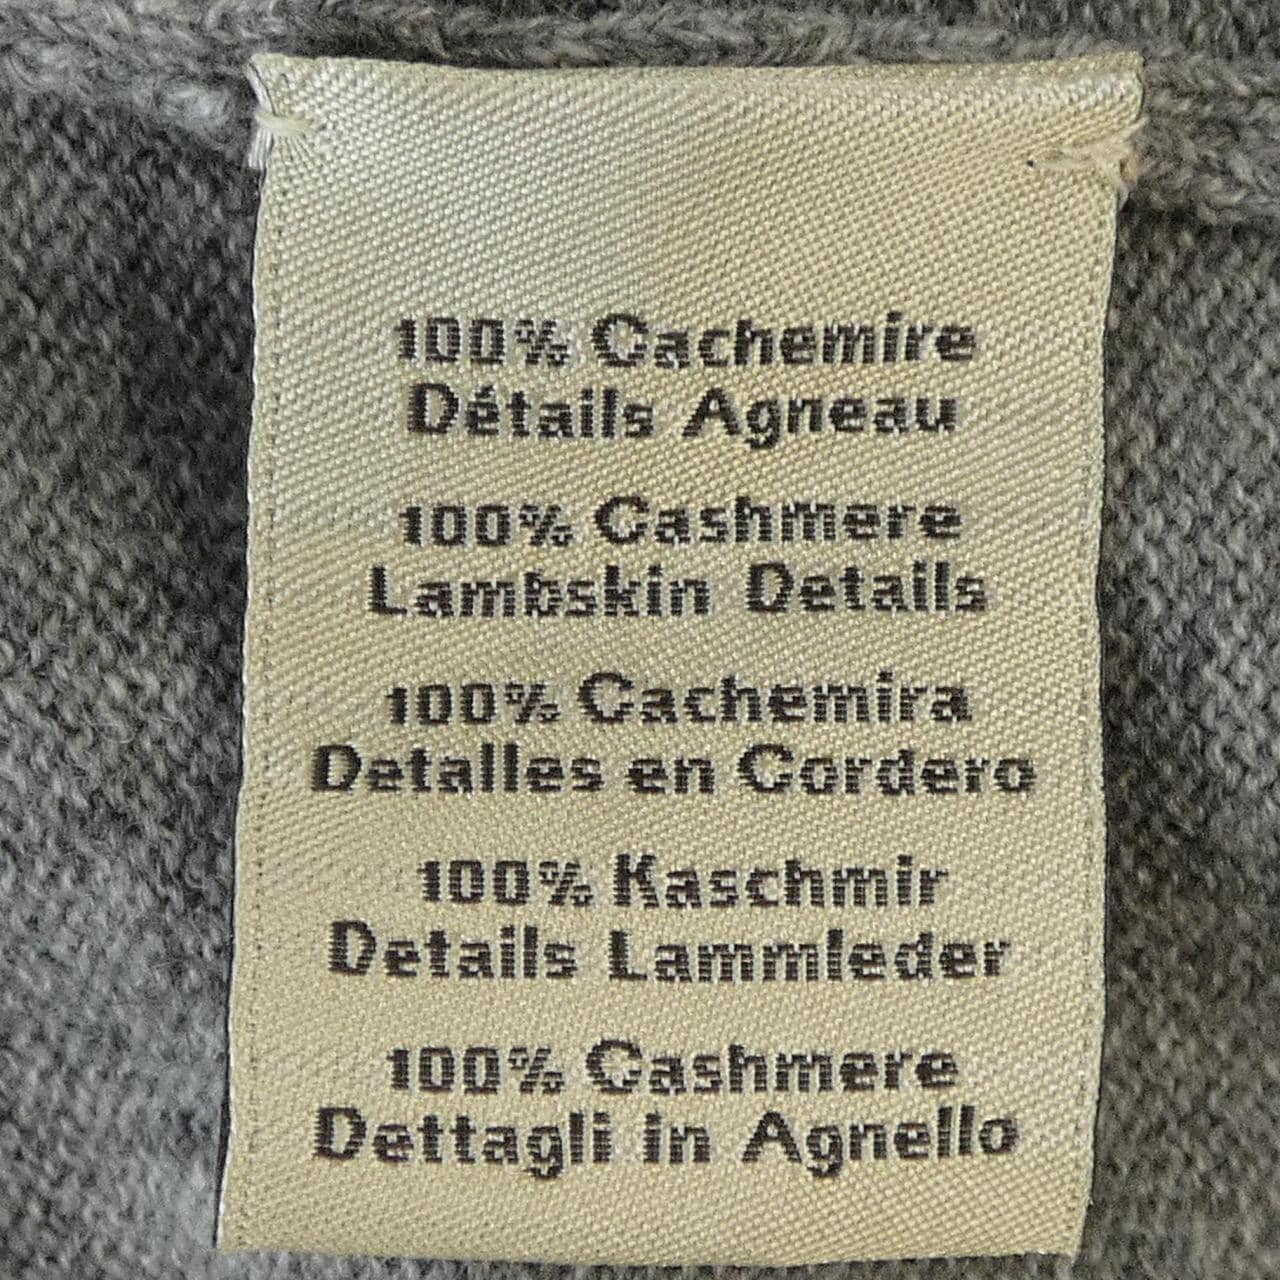 100% Cachemire
Détails Agneau
100% Cashmere
Lambskin Details
100% Cachemira
Detalles en Cordero
100% Kaschmir
Details Lammleder
100% Cashmere
Dettagli in Agnello